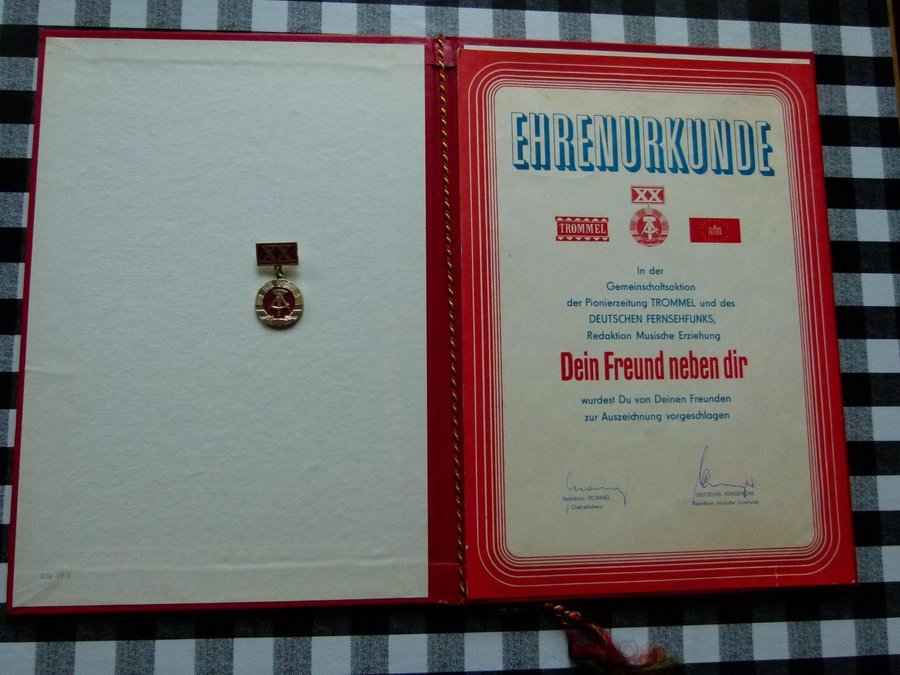 XX
EHRENURKUNDE
XX
TROMMEL
In der
Gemeinschaftsaktion
der Pionierzeitung TROMMEL und des
DEUTSCHEN FERNSEHFUNKS,
Redaktion Musische Erziehung
Dein Freund neben dir
wurdest Du von Deinen Freunden
zur Auszeichnung vorgeschlagen
Redaktion TROMMEL
Chefredakteur
DEUTSCHER FERNSEHFUNK
Redaktion Musische Erziehung